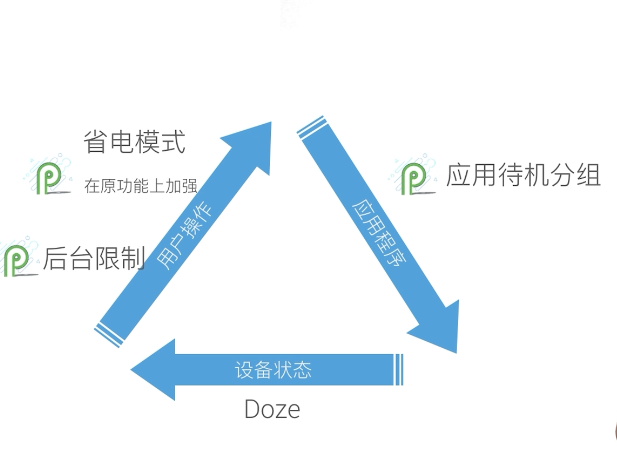 省电模式
在原功能上加强
后台限制
用户操作
应用待机分组
应用程序
设备状态
Doze